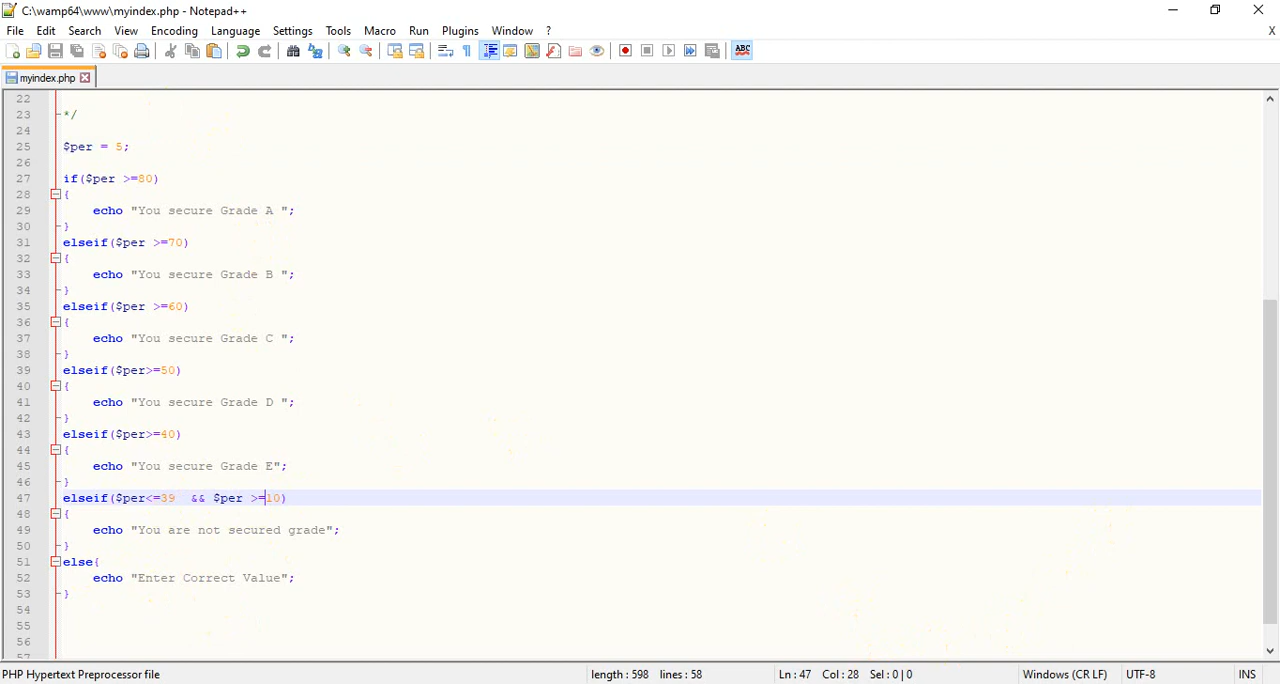 C:\wamp64\www\myindex.php - Notepad++
File Edit Search View Encoding Language Settings Tools Macro Run Plugins Window ? X
ABC
myindex.php
22
23 */
24
25 $per = 5;
26
27 if($per >=80)
28 {
29 echo "You secure Grade A ";
30 }
31 elseif($per >=70)
32 {
33 echo "You secure Grade B ";
34 }
35 elseif($per >=60)
36 {
37 echo "You secure Grade C ";
38 }
39 elseif($per>=50)
40 {
41 echo "You secure Grade D ";
42 }
43 elseif($per>=40)
44 {
45 echo "You secure Grade E";
46 }
47 elseif($per<=39  && $per >=10)
48 {
49 echo "You are not secured grade";
50 }
51 else{
52 echo "Enter Correct Value";
53 }
54
55
56
57
PHP Hypertext Preprocessor file length : 598 lines : 58 Ln : 47 Col : 28 Sel : 0 | 0 Windows (CR LF) UTF-8 INS